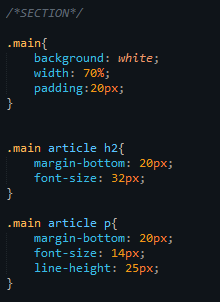 /*SECTION*/
.main{
background: white;
width: 70%;
padding:20px;
}
.main article h2{
margin-bottom: 20px;
font-size: 32px;
}
.main article p{
margin-bottom: 20px;
font-size: 14px;
line-height: 25px;
}